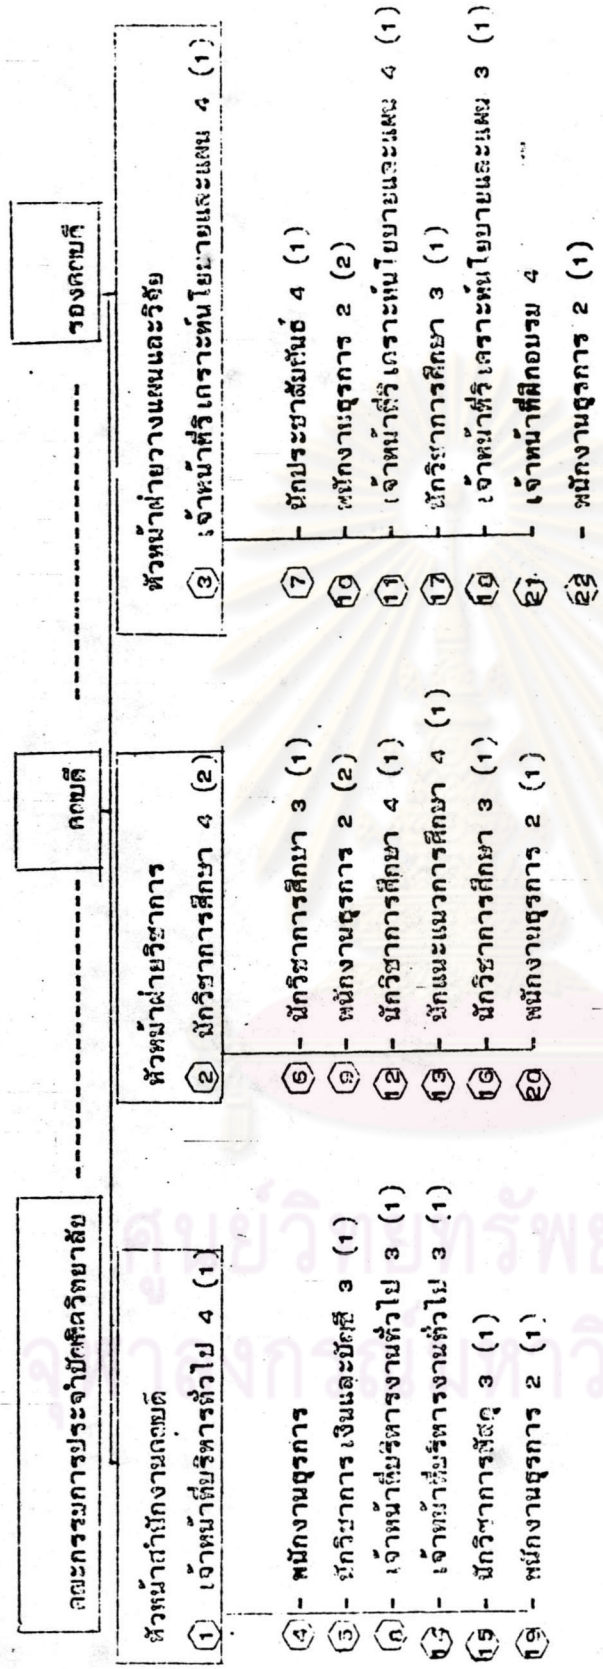 คณะกรรมการประจำบัณฑิตวิทยาลัย
คณบดี
รองคณบดี
หัวหน้าสำนักงานคณบดี
① เจ้าหน้าที่บริหารทั่วไป 4 (1)
④ - พนักงานธุรการ
⑤ - นักวิชาการเงินและบัญชี 3 (1)
⑧ - เจ้าหน้าที่บริหารงานทั่วไป 3 (1)
⑭ - เจ้าหน้าที่บริหารงานทั่วไป 3 (1)
⑮ - นักวิชาการพัสดุ 3 (1)
⑲ - พนักงานธุรการ 2 (1)
หัวหน้าฝ่ายวิชาการ
② นักวิชาการศึกษา 4 (2)
⑥ - นักวิชาการศึกษา 3 (1)
⑨ - พนักงานธุรการ 2 (2)
⑫ - นักวิชาการศึกษา 4 (1)
⑬ - นักแนะแนวการศึกษา 4 (1)
⑯ - นักวิชาการศึกษา 3 (1)
⑳ - พนักงานธุรการ 2 (1)
หัวหน้าฝ่ายวางแผนและวิจัย
③ เจ้าหน้าที่วิเคราะห์นโยบายและแผน 4 (1)
⑦ - นักประชาสัมพันธ์ 4 (1)
⑩ - พนักงานธุรการ 2 (2)
⑪ - เจ้าหน้าที่วิเคราะห์นโยบายและแผน 4 (1)
⑰ - นักวิชาการศึกษา 3 (1)
⑱ - เจ้าหน้าที่วิเคราะห์นโยบายและแผน 3 (1)
㉑ - เจ้าหน้าที่ฝึกอบรม 4
㉒ - พนักงานธุรการ 2 (1)